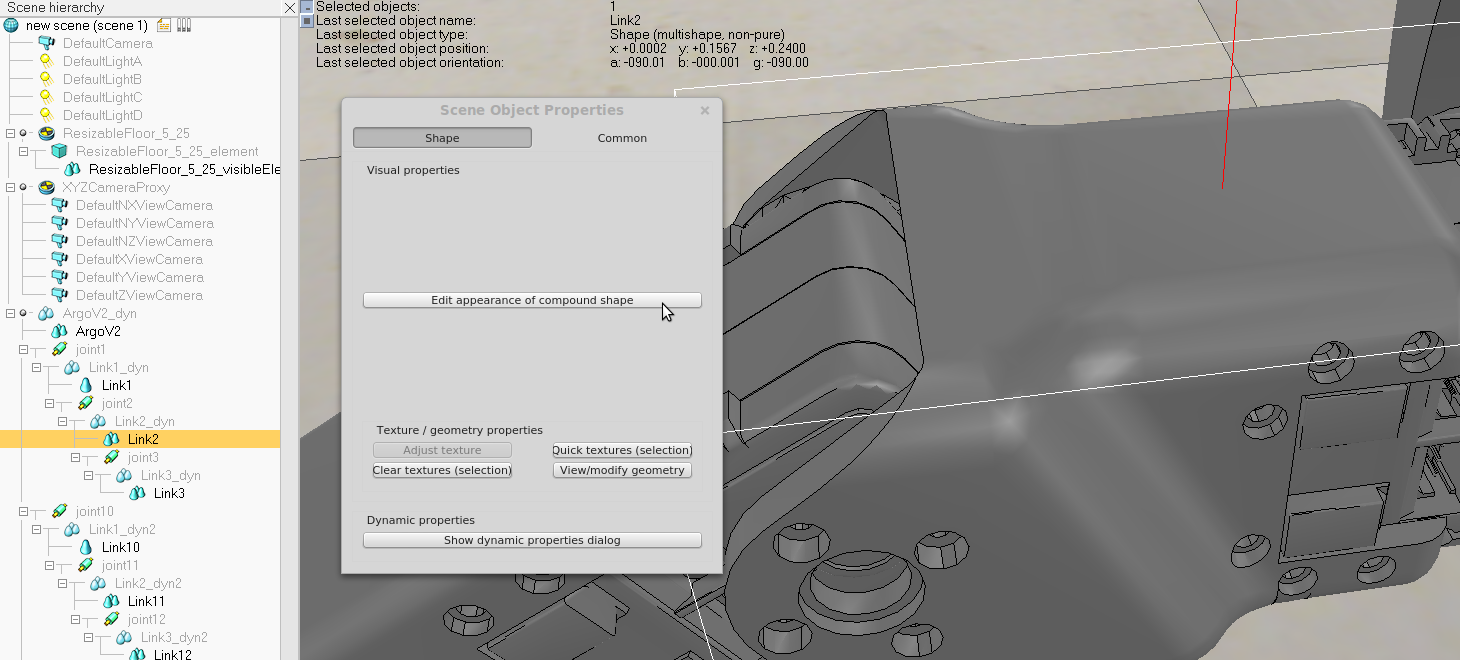 Scene hierarchy
new scene (scene 1)
DefaultCamera
DefaultLightA
DefaultLightB
DefaultLightC
DefaultLightD
ResizableFloor_5_25
ResizableFloor_5_25_element
ResizableFloor_5_25_visibleEle
XYZCameraProxy
DefaultNXViewCamera
DefaultNYViewCamera
DefaultNZViewCamera
DefaultXViewCamera
DefaultYViewCamera
DefaultZViewCamera
ArgoV2_dyn
ArgoV2
joint1
Link1_dyn
Link1
joint2
Link2_dyn
Link2
joint3
Link3_dyn
Link3
joint10
Link1_dyn2
Link10
joint11
Link2_dyn2
Link11
joint12
Link3_dyn2
Link12
Selected objects: 1
Last selected object name: Link2
Last selected object type: Shape (multishape, non-pure)
Last selected object position: x: +0.0002 y: +0.1567 z: +0.2400
Last selected object orientation: a: -090.01 b: -000.001 g: -090.00
Scene Object Properties
Shape Common
Visual properties
Edit appearance of compound shape
Texture / geometry properties
Adjust texture Quick textures (selection)
Clear textures (selection) View/modify geometry
Dynamic properties
Show dynamic properties dialog